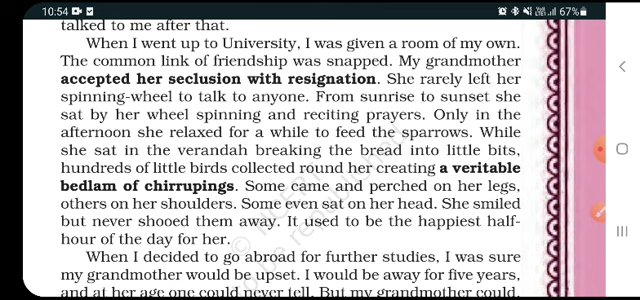 10:54
67%
talked to me after that.
When I went up to University, I was given a room of my own.
The common link of friendship was snapped. My grandmother
accepted her seclusion with resignation. She rarely left her
spinning-wheel to talk to anyone. From sunrise to sunset she
sat by her wheel spinning and reciting prayers. Only in the
afternoon she relaxed for a while to feed the sparrows. While
she sat in the verandah breaking the bread into little bits,
hundreds of little birds collected round her creating a veritable
bedlam of chirrupings. Some came and perched on her legs,
others on her shoulders. Some even sat on her head. She smiled
but never shooed them away. It used to be the happiest half-
hour of the day for her.
When I decided to go abroad for further studies, I was sure
my grandmother would be upset. I would be away for five years,
and at her age one could never tell. But my grandmother could.